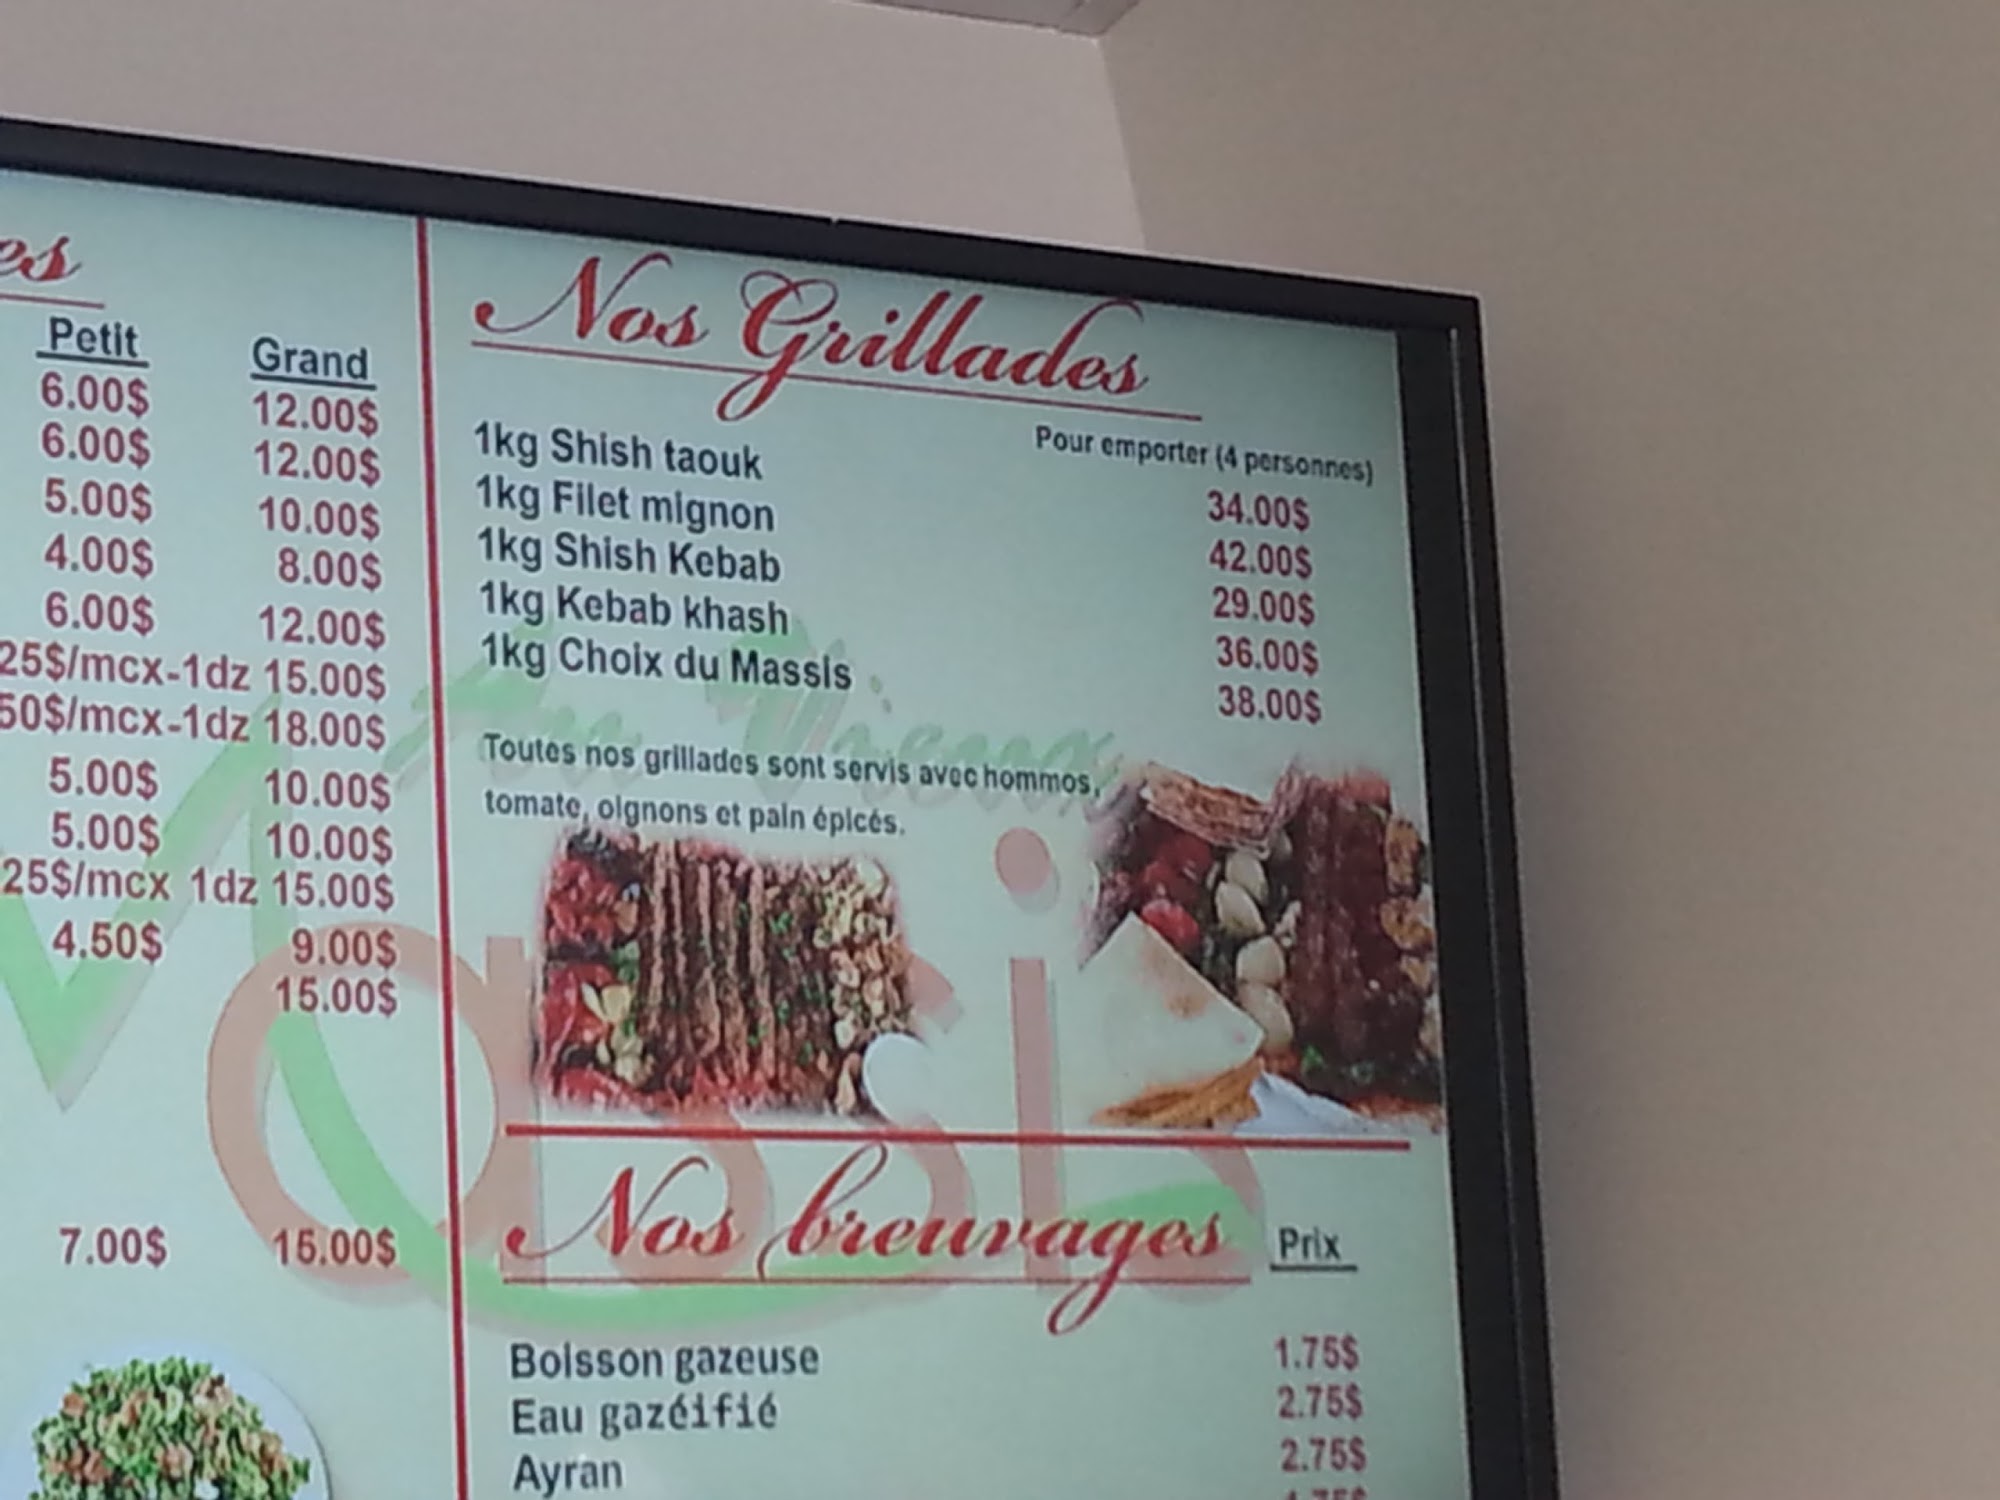 es
Petit Grand
6.00$ 12.00$
6.00$ 12.00$
5.00$ 10.00$
4.00$ 8.00$
6.00$ 12.00$
25$/mcx-1dz 15.00$
50$/mcx-1dz 18.00$
5.00$ 10.00$
5.00$ 10.00$
25$/mcx 1dz 15.00$
4.50$ 9.00$
15.00$
7.00$ 15.00$
Nos Grillades
Pour emporter (4 personnes)
1kg Shish taouk 34.00$
1kg Filet mignon 42.00$
1kg Shish Kebab 29.00$
1kg Kebab khash 36.00$
1kg Choix du Massis 38.00$
Toutes nos grillades sont servis avec hommos,
tomate, oignons et pain épicés.
Au Vieux
Massis
Nos breuvages Prix
Boisson gazeuse 1.75$
Eau gazéifié 2.75$
Ayran 2.75$